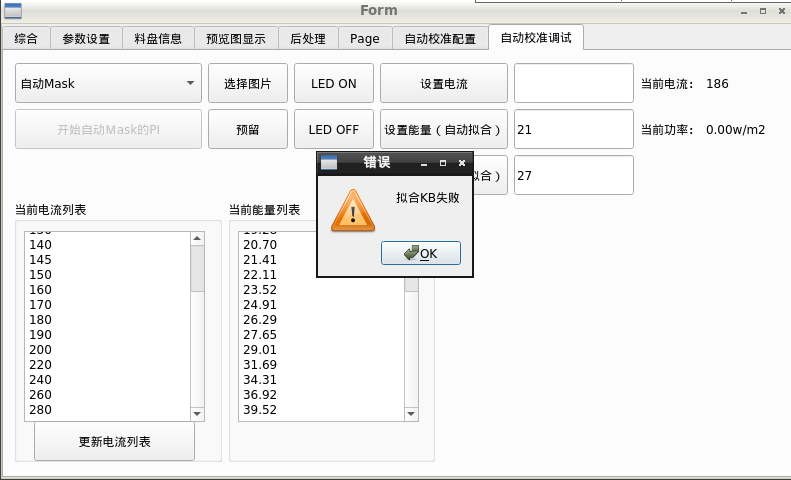 Form
综合 参数设置 料盘信息 预览图显示 后处理 Page 自动校准配置 自动校准调试
自动Mask 选择图片 LED ON 设置电流 当前电流: 186
开始自动Mask的PI 预留 LED OFF 设置能量（自动拟合） 21 当前功率: 0.00w/m2
错误
拟合） 27
拟合KB失败
OK
当前电流列表 当前能量列表
140 20.70
145 21.41
150 22.11
160 23.52
170 24.91
180 26.29
190 27.65
200 29.01
220 31.69
240 34.31
260 36.92
280 39.52
更新电流列表